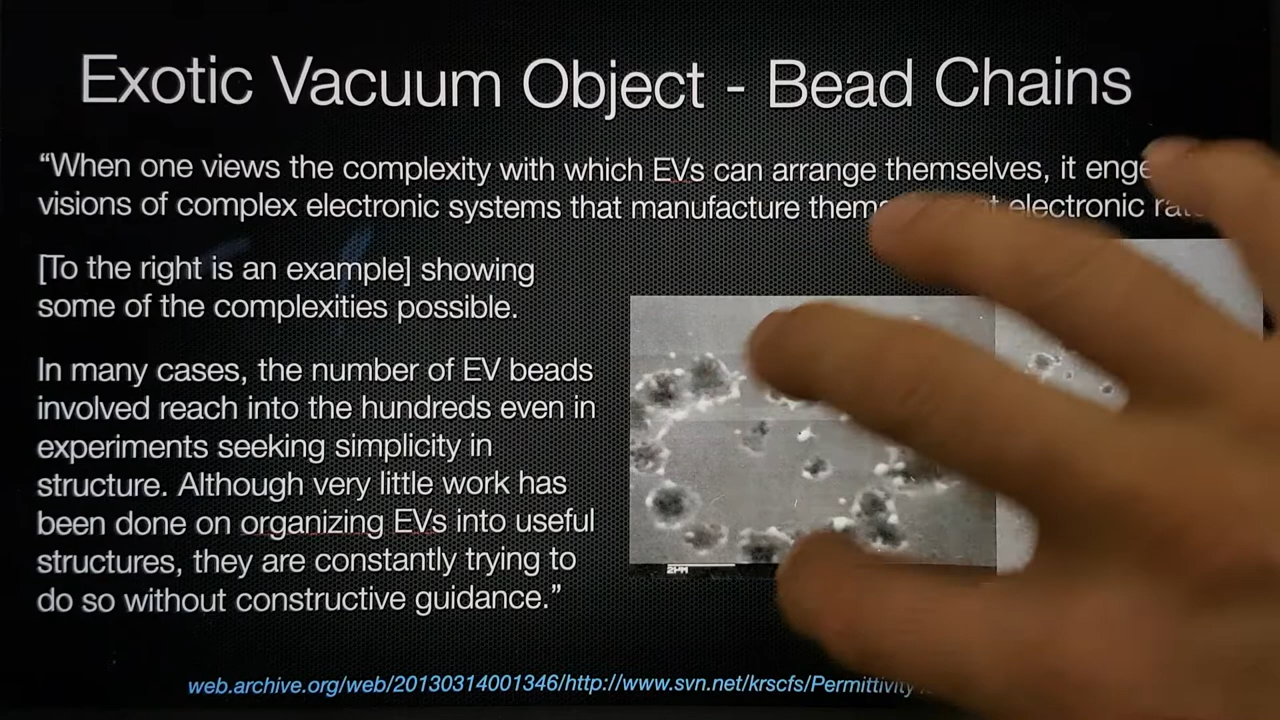 Exotic Vacuum Object - Bead Chains
“When one views the complexity with which EVs can arrange themselves, it
visions of complex electronic systems that manufacture electronic
[To the right is an example] showing
some of the complexities possible.
In many cases, the number of EV beads
involved reach into the hundreds even in
experiments seeking simplicity in
structure. Although very little work has
been done on organizing EVs into useful
structures, they are constantly trying to
do so without constructive guidance.”
2µM
web.archive.org/web/20130314001346/http://www.svn.net/krscfs/Permittivity